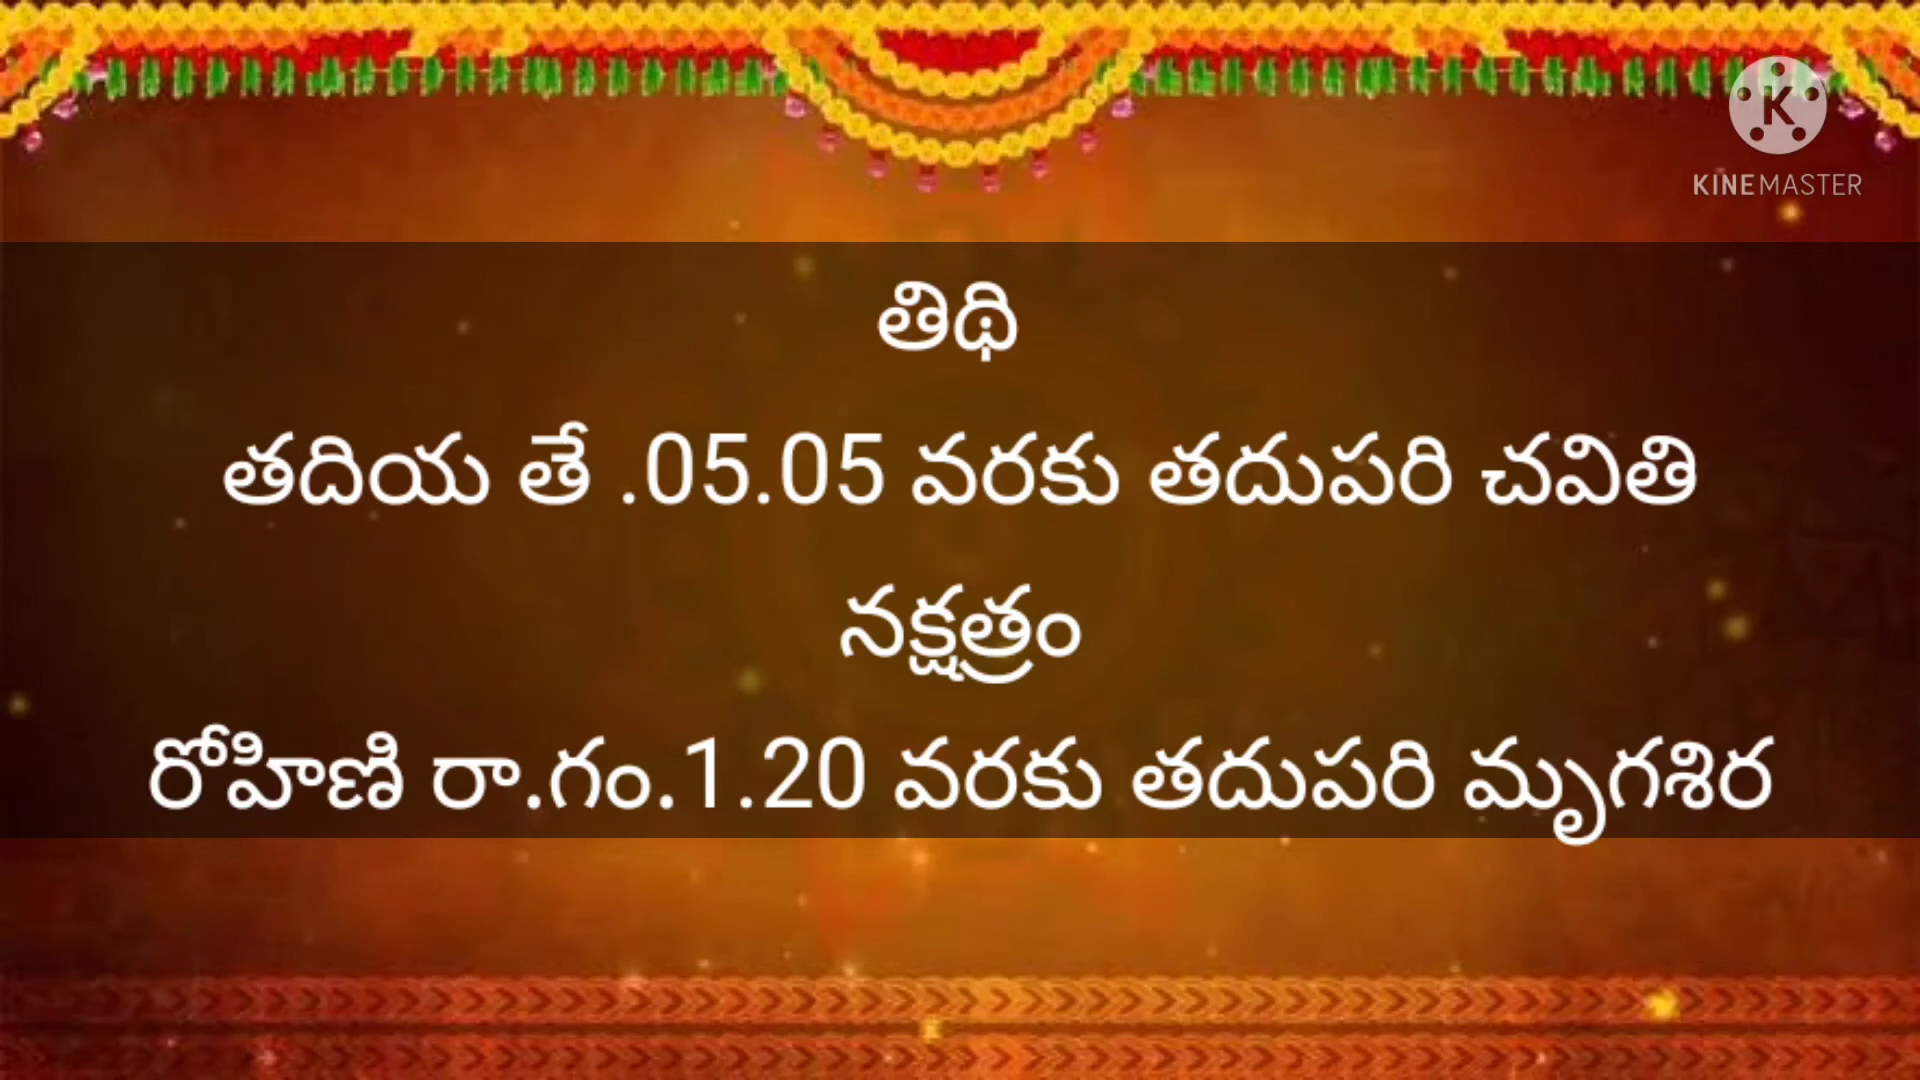 KINEMASTER
తిథి
తదియ తే .05.05 వరకు తదుపరి చవితి
నక్షత్రం
రోహిణి రా.గం.1.20 వరకు తదుపరి మృగశిర